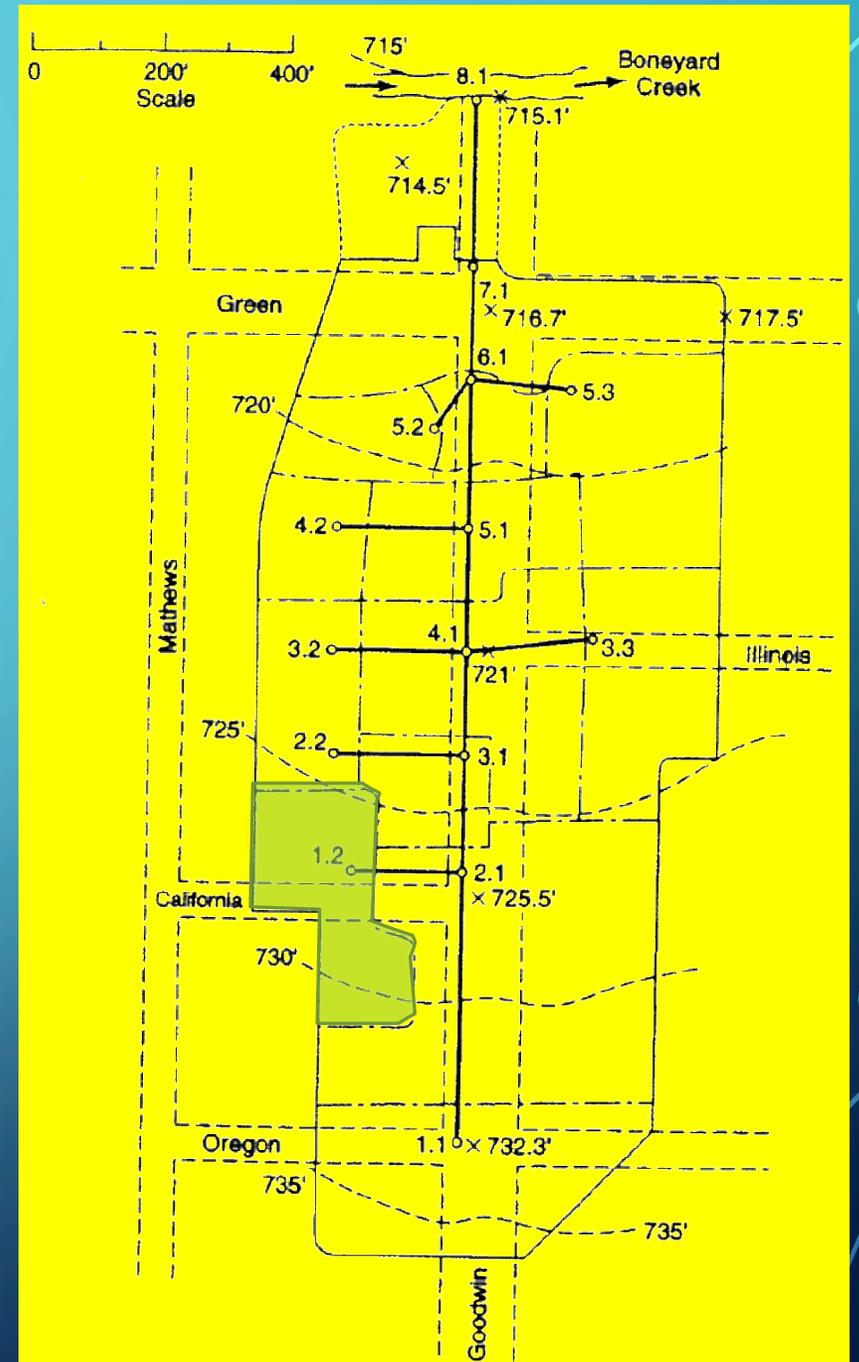 715'
8.1
Boneyard
Creek
0 200' 400'
Scale
715.1'
714.5'
Green
7.1
716.7'
717.5'
6.1
5.3
720'
5.2
4.2
5.1
Mathews
4.1
3.2
3.3
721'
Illinois
725'
2.2
3.1
1.2
2.1
California
725.5'
730'
Oregon
1.1
732.3'
735'
735'
Goodwin